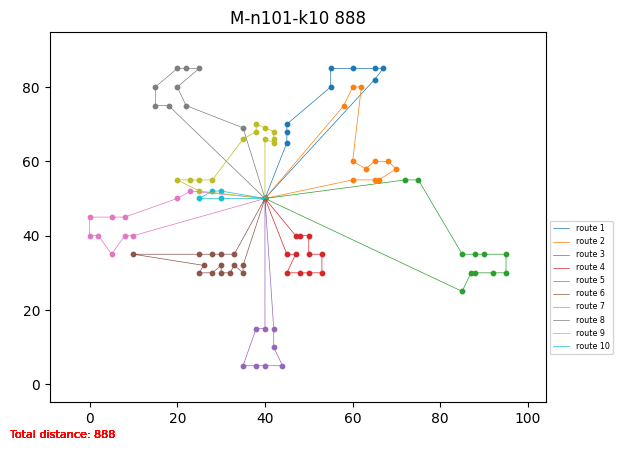 M-n101-k10 888
80
60
40
20
0
0 20 40 60 80 100
route 1
route 2
route 3
route 4
route 5
route 6
route 7
route 8
route 9
route 10
Total distance: 888